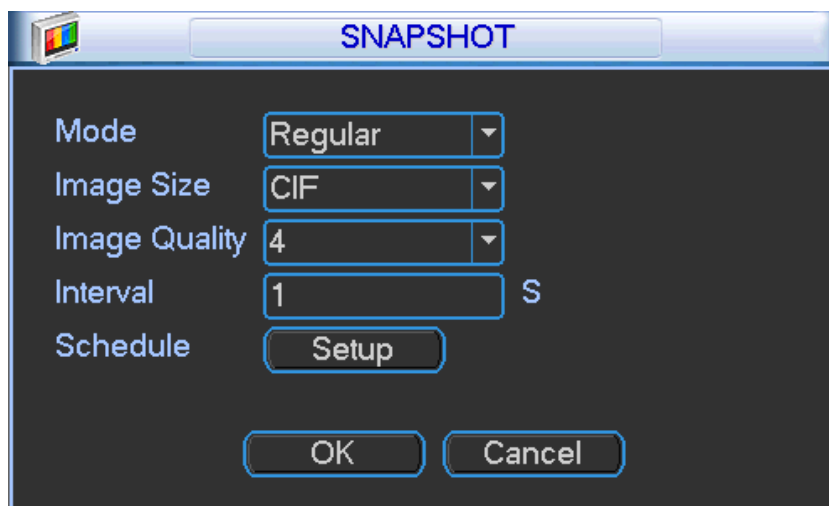 SNAPSHOT
Mode Regular
Image Size CIF
Image Quality 4
Interval 1 S
Schedule Setup
OK Cancel